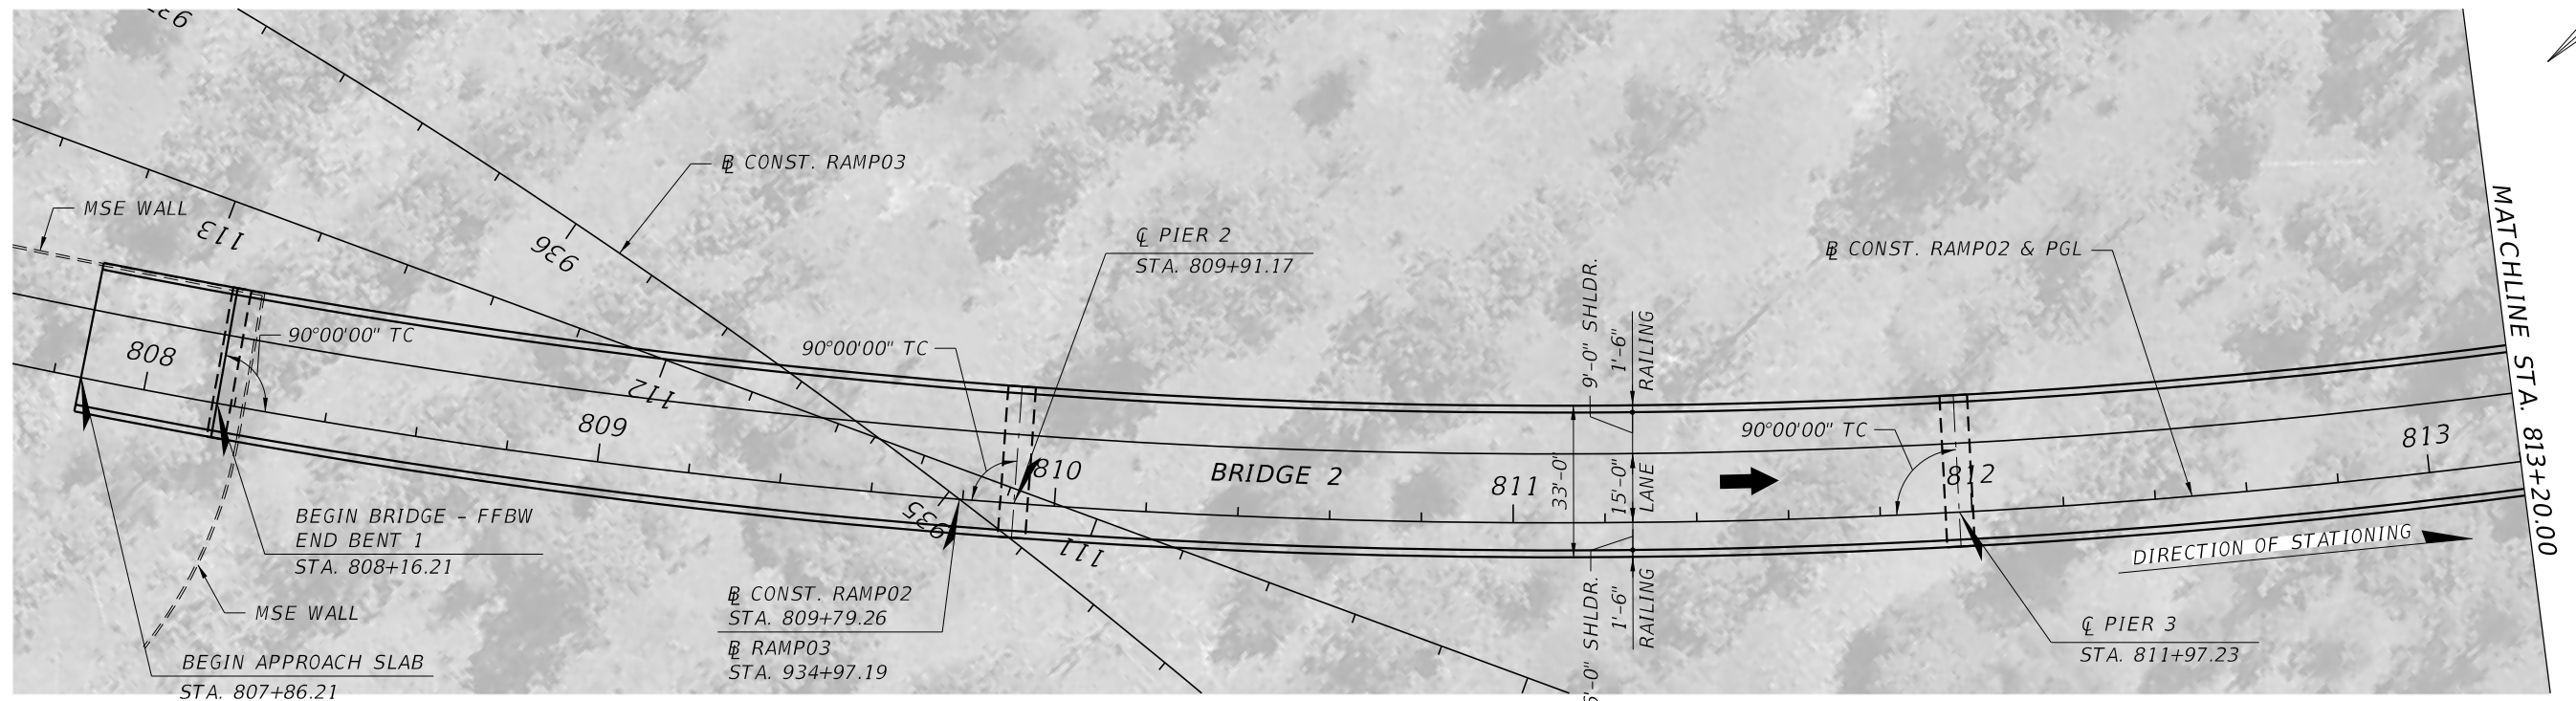 93
℄ CONST. RAMP03
MSE WALL
113
936
℄ PIER 2
STA. 809+91.17
℄ CONST. RAMP02 & PGL
MATCHLINE STA. 813+20.00
9'-0" SHLDR.
1'-6"
RAILING
90°00'00" TC
808
90°00'00" TC
112
809
90°00'00" TC
810
BRIDGE 2
811
33'-0"
15'-0"
LANE
812
813
935
111
BEGIN BRIDGE - FFBW
END BENT 1
STA. 808+16.21
DIRECTION OF STATIONING
MSE WALL
℄ CONST. RAMP02
STA. 809+79.26
℄ RAMP03
STA. 934+97.19
6'-0" SHLDR.
1'-6"
RAILING
℄ PIER 3
STA. 811+97.23
BEGIN APPROACH SLAB
STA. 807+86.21